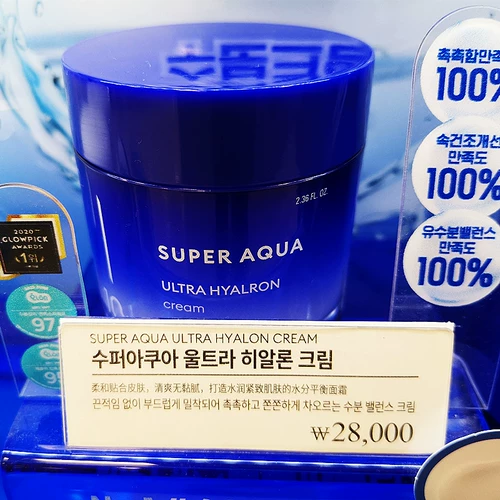 촉촉함만족
100%
속건조개선
만족도
100%
유수분밸런스
만족도
100%
2.36 FL. OZ.
SUPER AQUA
ULTRA HYALRON
cream
2020
GLOWPICK
AWARDS
1위
97
SUPER AQUA ULTRA HYALON CREAM
수퍼아쿠아 울트라 히알론 크림
柔和贴合皮肤，清爽无黏腻，打造水润紧致肌肤的水分平衡面霜
끈적임 없이 부드럽게 밀착되어 촉촉하고 쫀쫀하게 차오르는 수분 밸런스 크림
₩28,000